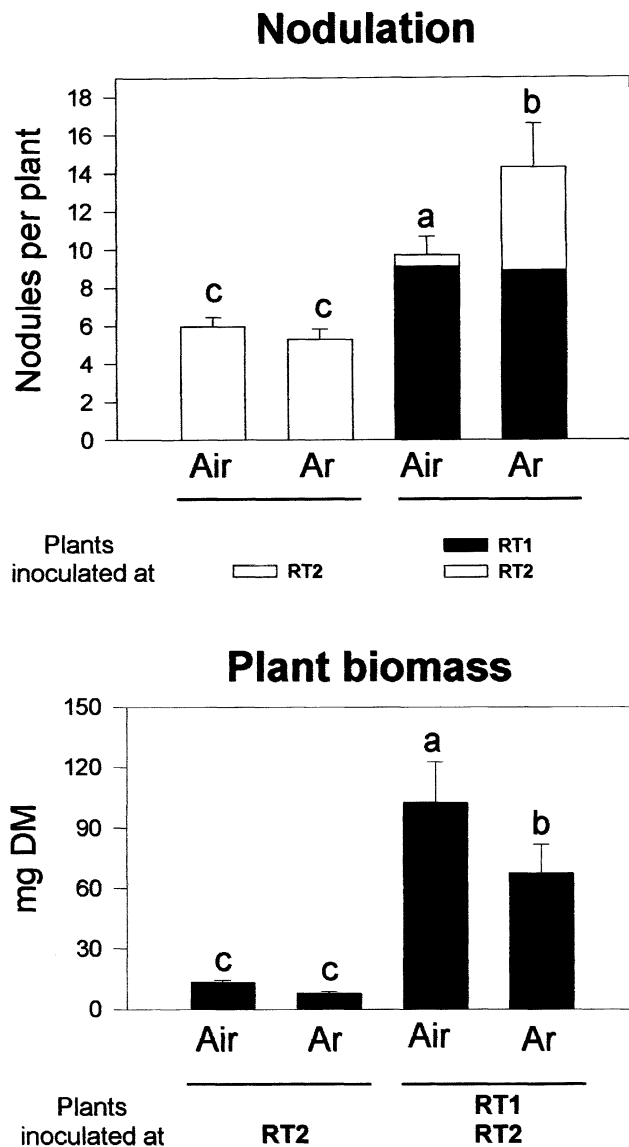 Nodulation
Nodules per plant
18
16
14
12
10
8
6
4
2
0
c
c
a
b
Air
Ar
Air
Ar
Plants
inoculated at
RT2
RT1
RT2
Plant biomass
mg DM
150
120
90
60
30
0
c
c
a
b
Air
Ar
Air
Ar
Plants
inoculated at
RT2
RT1
RT2